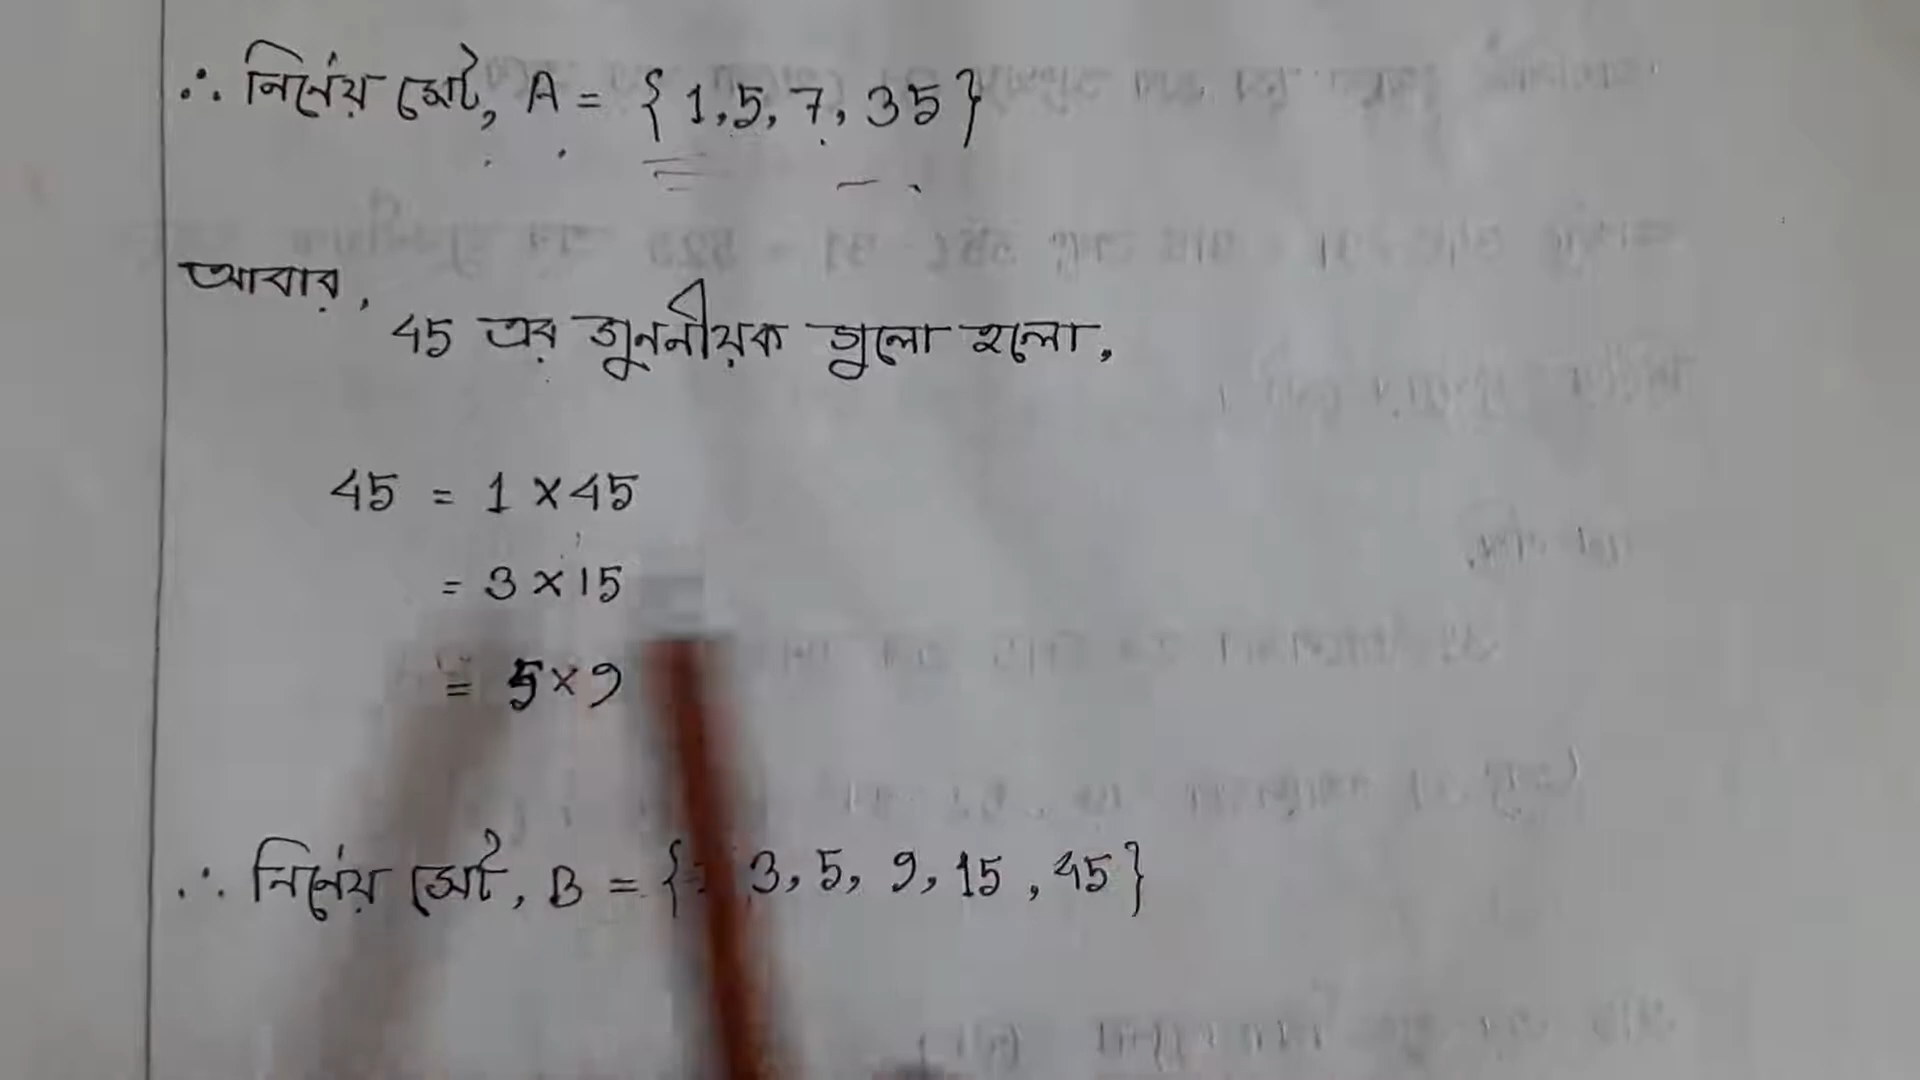 ∴ নির্ণেয় সেট, A = {1,5, 7, 35}
আবার,
45 এর গুননীয়ক গুলো হলো,
45 = 1 × 45
= 3 × 15
= 5 × 9
∴ নির্ণেয় সেট, B = { 3, 5, 9, 15, 45}